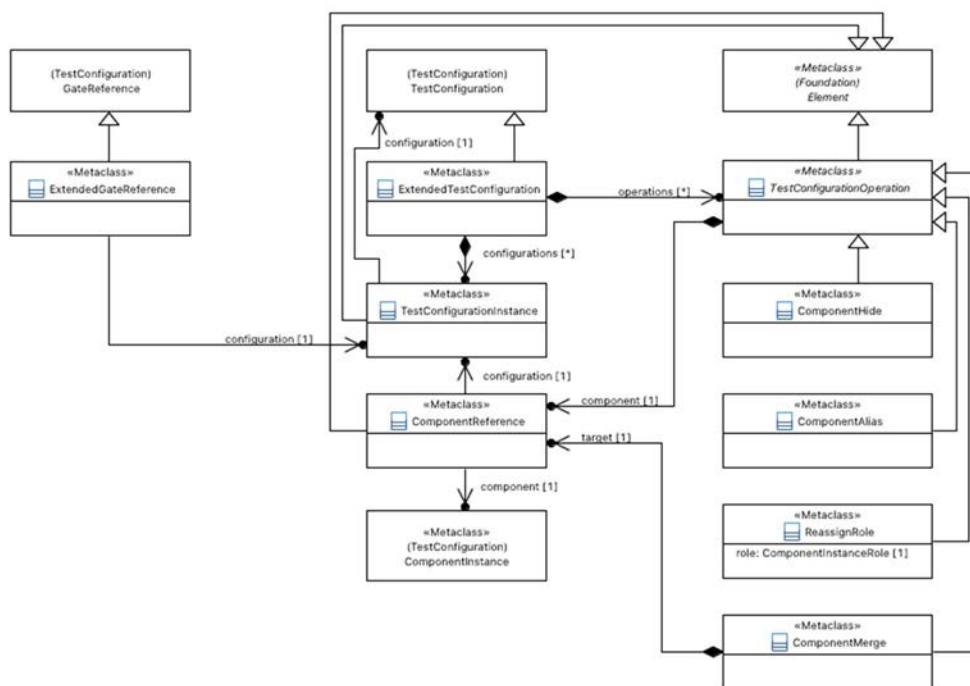 (TestConfiguration)
GateReference
(TestConfiguration)
TestConfiguration
«Metaclass»
(Foundation)
Element
configuration [1]
«Metaclass»
ExtendedGateReference
«Metaclass»
ExtendedTestConfiguration
operations [*]
«Metaclass»
TestConfigurationOperation
configurations [*]
«Metaclass»
TestConfigurationInstance
«Metaclass»
ComponentHide
configuration [1]
configuration [1]
«Metaclass»
ComponentReference
component [1]
«Metaclass»
ComponentAlias
target [1]
component [1]
«Metaclass»
(TestConfiguration)
ComponentInstance
«Metaclass»
ReassignRole
role: ComponentInstanceRole [1]
«Metaclass»
ComponentMerge